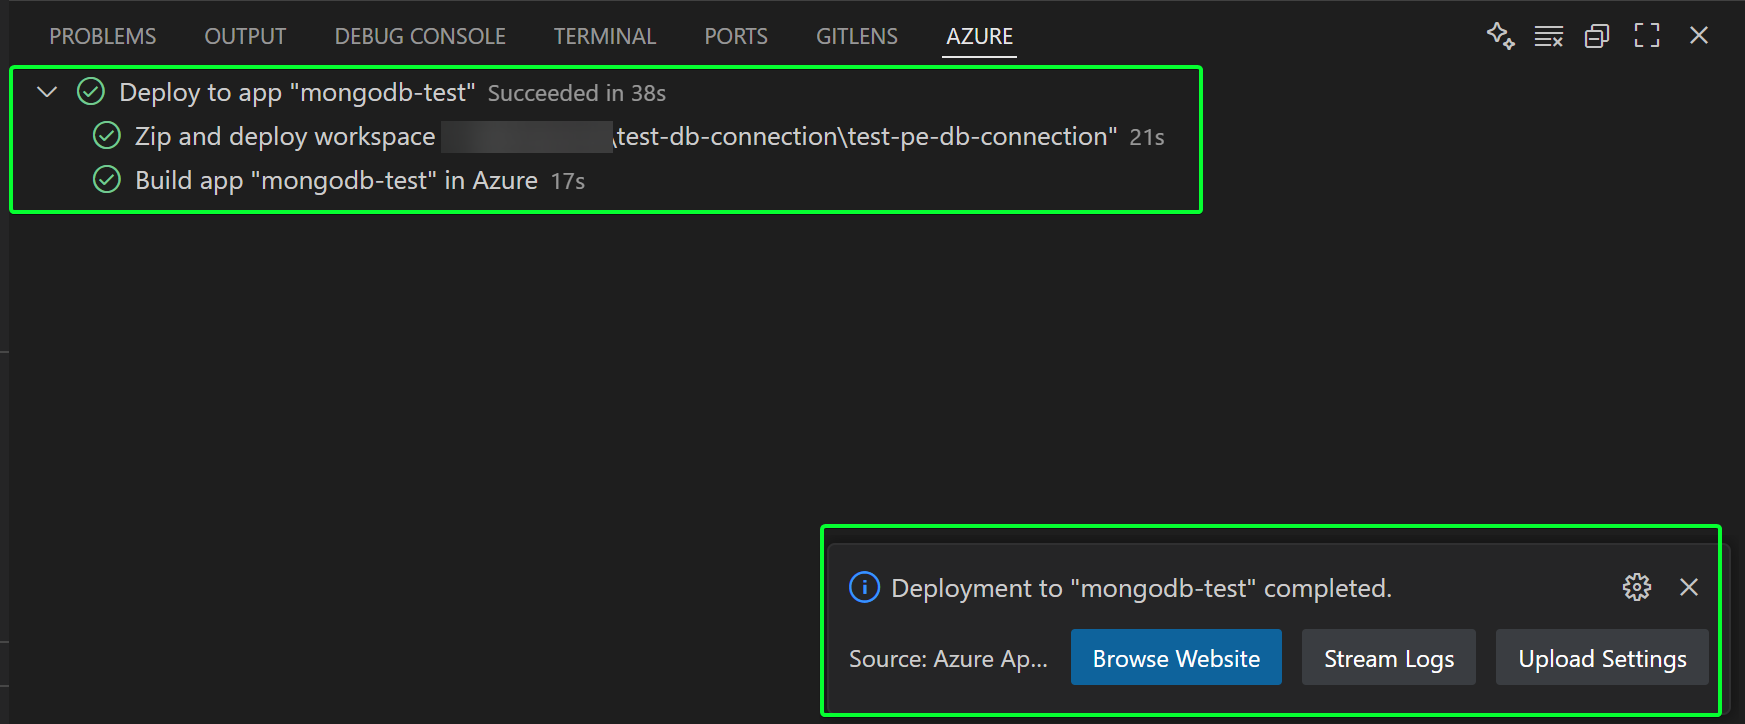 PROBLEMS OUTPUT DEBUG CONSOLE TERMINAL PORTS GITLENS AZURE
Deploy to app "mongodb-test" Succeeded in 38s
Zip and deploy workspace \test-db-connection\test-pe-db-connection" 21s
Build app "mongodb-test" in Azure 17s
Deployment to "mongodb-test" completed.
Source: Azure Ap... Browse Website Stream Logs Upload Settings